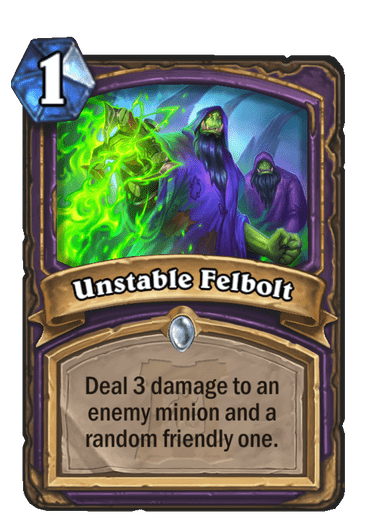 1
Unstable Felbolt
Deal 3 damage to an
enemy minion and a
random friendly one.